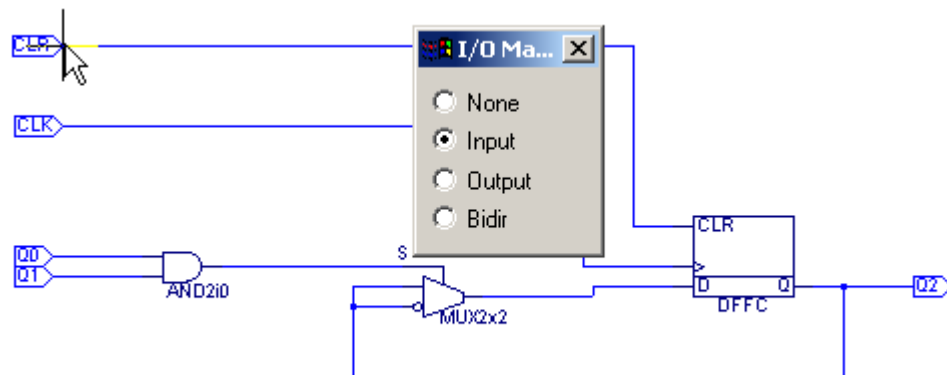 CLR
I/O Ma...
None
CLK
Input
Output
Bidir
CLR
Q0
Q1
S
AND2i0
MUX2x2
D
Q
DFFC
Q2